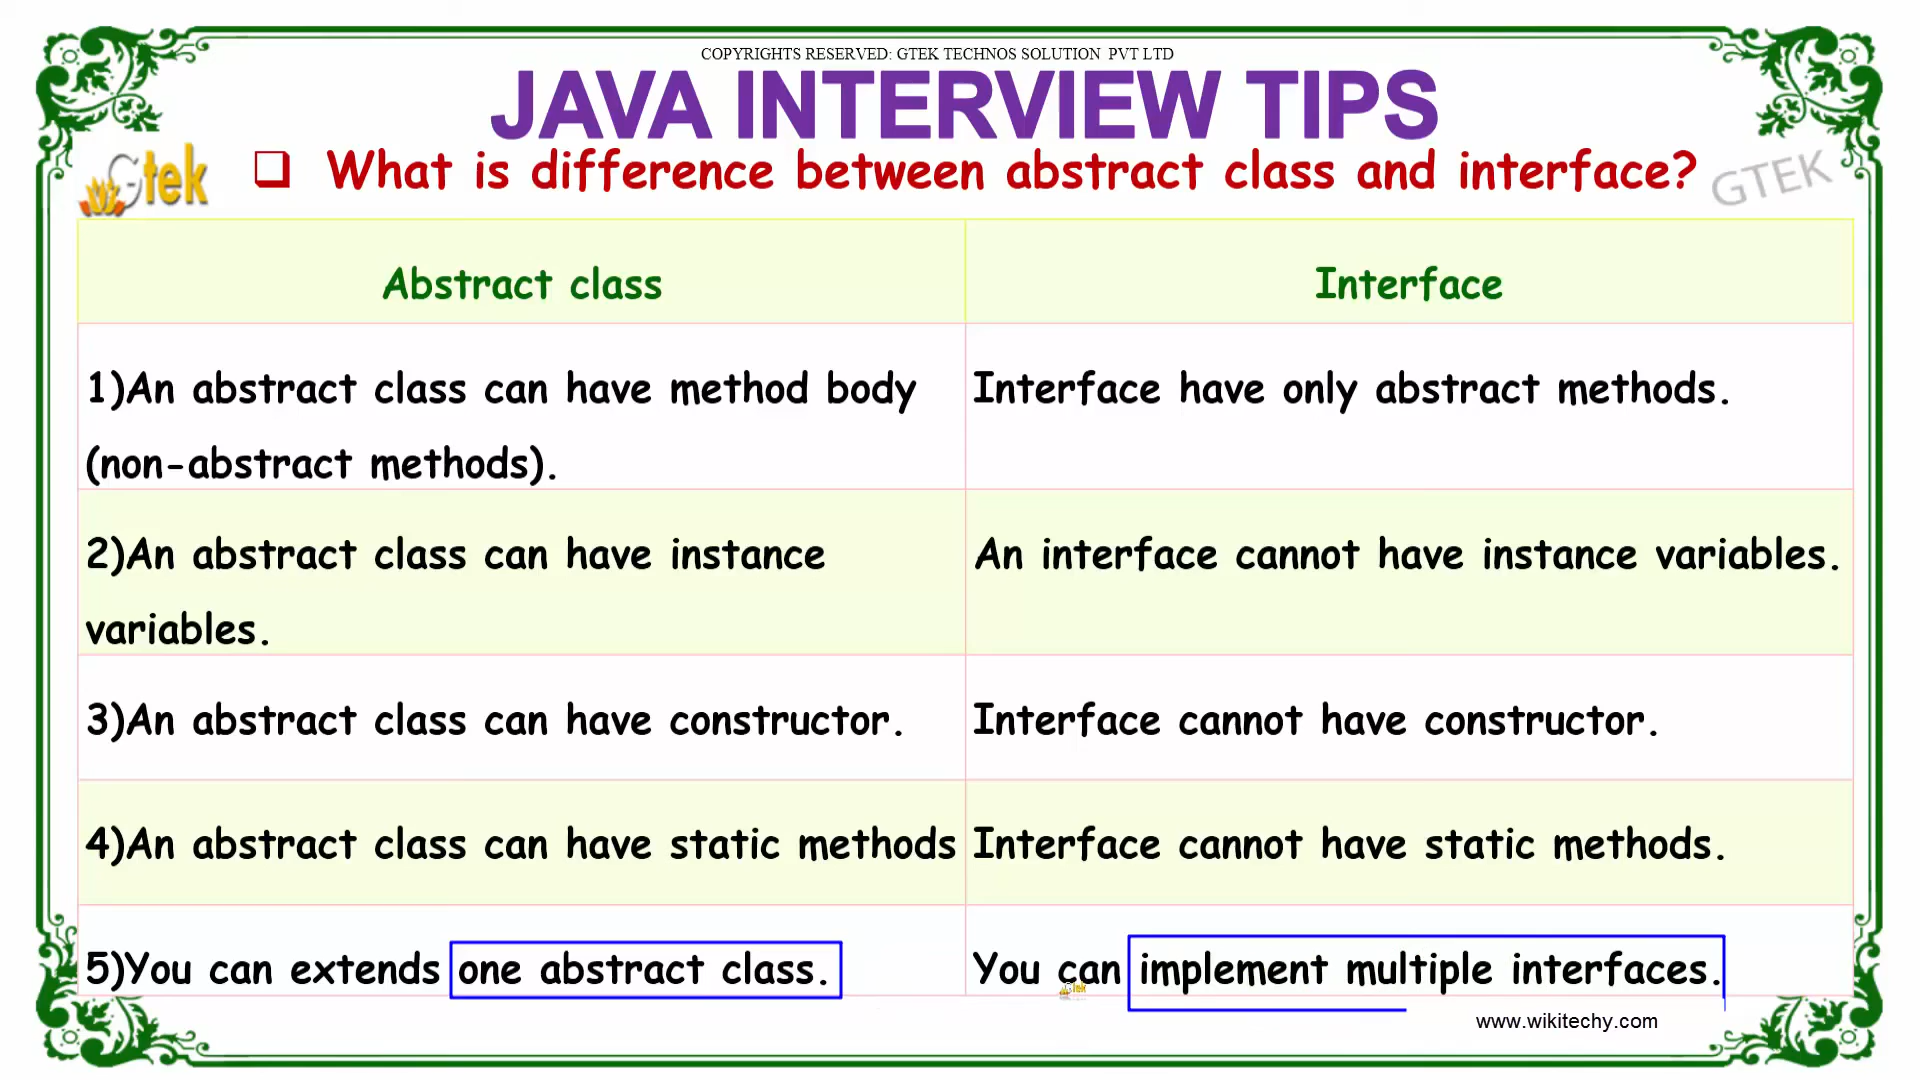 COPYRIGHTS RESERVED: GTEK TECHNOS SOLUTION PVT LTD
JAVA INTERVIEW TIPS
Gtek
What is difference between abstract class and interface?
GTEK
Abstract class
Interface
1)An abstract class can have method body
(non-abstract methods).
Interface have only abstract methods.
2)An abstract class can have instance
variables.
An interface cannot have instance variables.
3)An abstract class can have constructor.
Interface cannot have constructor.
4)An abstract class can have static methods
Interface cannot have static methods.
5)You can extends one abstract class.
You can implement multiple interfaces.
Gtek
www.wikitechy.com